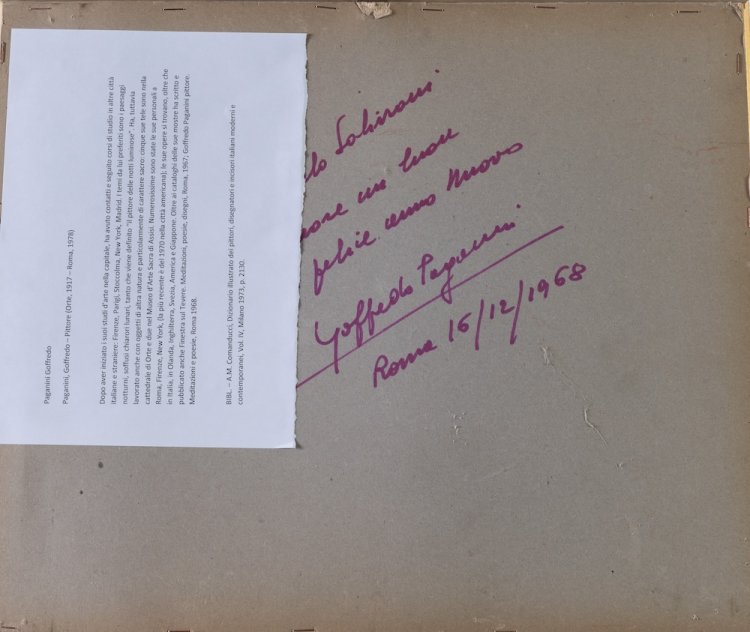 Paganini Goffredo
Paganini, Goffredo – Pittore (Orte, 1917 – Roma, 1978)
Dopo aver iniziato i suoi studi d'arte nella capitale, ha avuto contatti e seguito corsi di studio in altre città
italiane e straniere: Firenze, Parigi, Stoccolma, New York, Madrid. I temi da lui preferiti sono i paesaggi
notturni, soffusi chiarori lunari, tanto che viene definito "il pittore delle notti luminose". Ha, tuttavia
lavorato anche con oggetti di altra natura e particolarmente di carattere sacro: cinque sue tele sono nella
cattedrale di Orte e due nel Museo d'Arte Sacra di Assisi. Numerosissime sono state le sue personali a
Roma, Firenze, New York, (la più recente è del 1970 nella città americana); le sue opere si trovano, oltre che
in Italia, in Olanda, Inghilterra, Svezia, America e Giappone. Oltre ai cataloghi delle sue mostre ha scritto e
pubblicato anche Finestra sul Tevere. Meditazioni, poesie, disegni, Roma, 1967; Goffredo Paganini pittore.
Meditazioni e poesie, Roma 1968.
BIBL. – A.M. Comanducci, Dizionario illustrato dei pittori, disegnatori e incisori italiani moderni e
contemporanei, Vol. IV, Milano 1973, p. 2130.
un buon
felice anno nuovo
Goffredo Paganini
Roma 16/12/1968